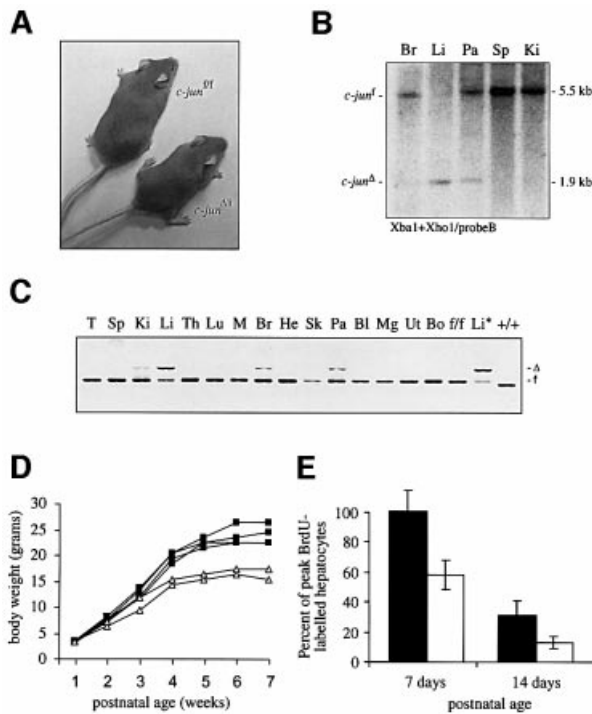 A
c-jun f/f
c-jun Δ/Δ
B
Br Li Pa Sp Ki
c-jun f - - 5.5 kb
c-jun Δ - - 1.9 kb
Xba1+Xho1/probeB
C
T Sp Ki Li Th Lu M Br He Sk Pa Bl Mg Ut Bo f/f Li* +/+
- Δ
- f
D
body weight (grams)
30
25
20
15
10
5
0
1 2 3 4 5 6 7
postnatal age (weeks)
E
Percent of peak BrdU-
labelled hepatocytes
100
80
60
40
20
0
7 days 14 days
postnatal age